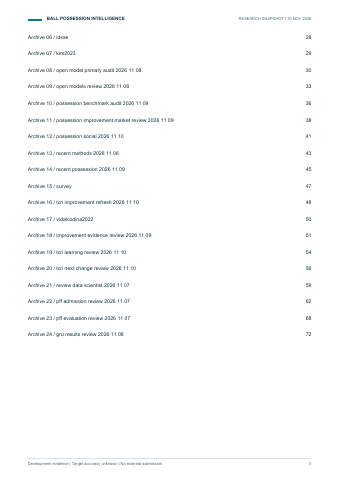 BALL POSSESSION INTELLIGENCE RESEARCH SNAPSHOT / 10 NOV 2026
Archive 06 / idsse 28
Archive 07 / kim2023 29
Archive 08 / open model primary audit 2026 11 08 30
Archive 09 / open models review 2026 11 08 33
Archive 10 / possession benchmark audit 2026 11 09 36
Archive 11 / possession improvement market review 2026 11 09 38
Archive 12 / possession social 2026 11 10 41
Archive 13 / recent methods 2026 11 06 43
Archive 14 / recent possession 2026 11 09 45
Archive 15 / survey 47
Archive 16 / tcn improvement refresh 2026 11 10 48
Archive 17 / vidalcodina2022 50
Archive 18 / improvement evidence review 2026 11 09 51
Archive 19 / tcn learning review 2026 11 10 54
Archive 20 / tcn next change review 2026 11 10 56
Archive 21 / review data scientist 2026 11 07 59
Archive 22 / pff admission review 2026 11 07 62
Archive 23 / pff evaluation review 2026 11 07 68
Archive 24 / gru results review 2026 11 08 72
Development evidence | Target accuracy unknown | No external submission 3